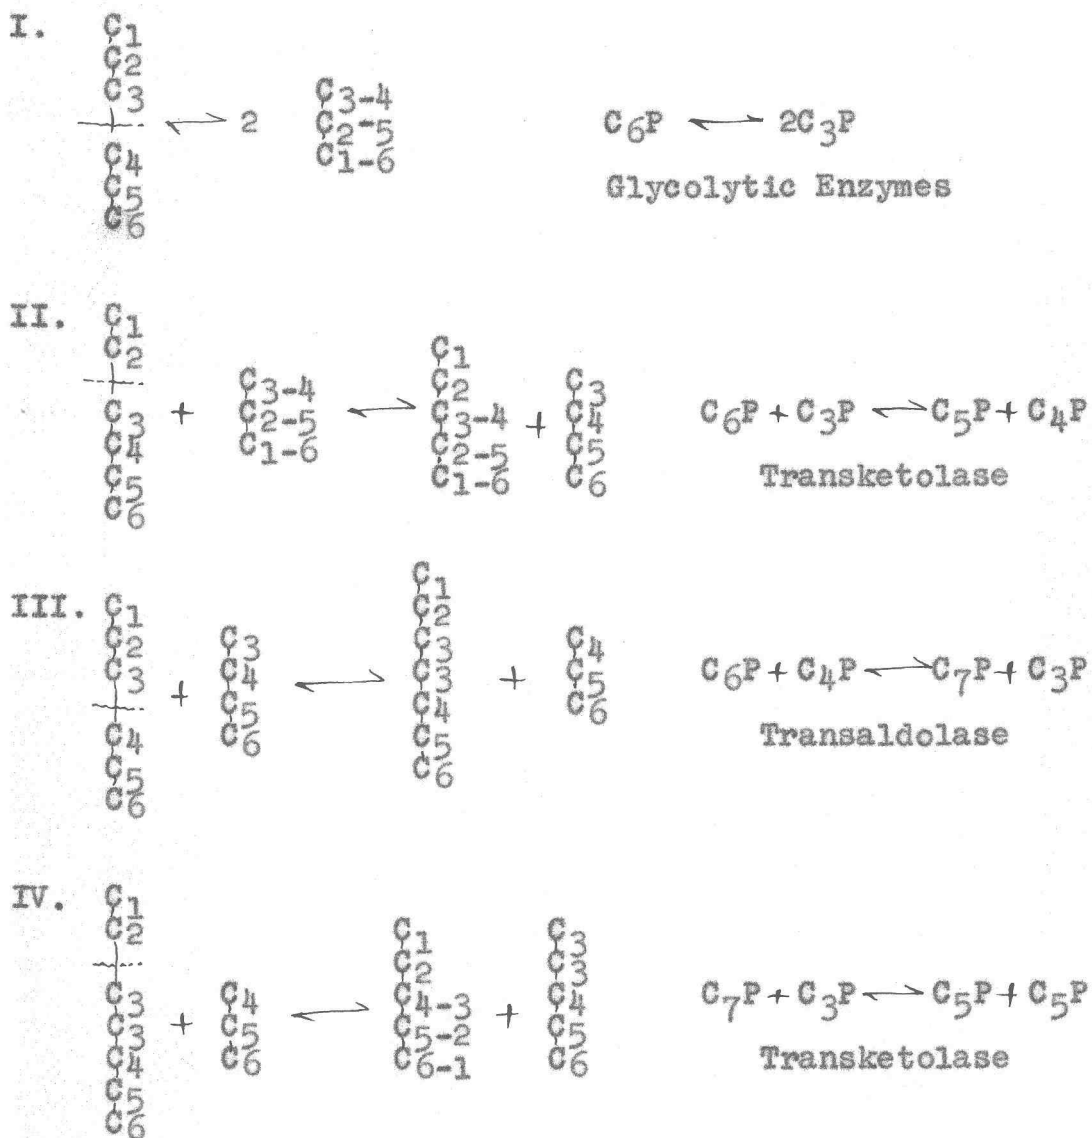 I.
C1
C2
C3
C4
C5
C6
2
C3-4
C2-5
C1-6
C6P ⟷ 2C3P
Glycolytic Enzymes
II.
C1
C2
C3
C4
C5
C6
+
C3-4
C2-5
C1-6
C1
C2
C3-4
C2-5
C1-6
+
C3
C4
C5
C6
C6P + C3P ⟷ C5P + C4P
Transketolase
III.
C1
C2
C3
C4
C5
C6
+
C3
C4
C5
C6
C1
C2
C3
C3
C4
C5
C6
+
C4
C5
C6
C6P + C4P ⟷ C7P + C3P
Transaldolase
IV.
C1
C2
C3
C3
C4
C5
C6
+
C4
C5
C6
C1
C2
C4-3
C5-2
C6-1
+
C3
C3
C4
C5
C6
C7P + C3P ⟷ C5P + C5P
Transketolase